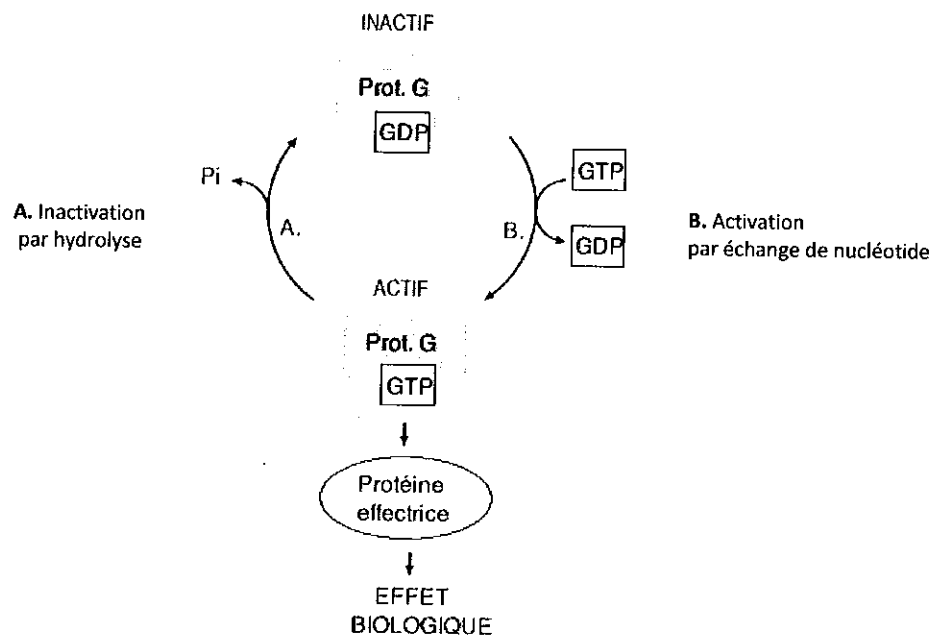 INACTIF
Prot. G
GDP
Pi
GTP
A. Inactivation
par hydrolyse
A.
B.
GDP
B. Activation
par échange de nucléotide
ACTIF
Prot. G
GTP
Protéine
effectrice
EFFET
BIOLOGIQUE